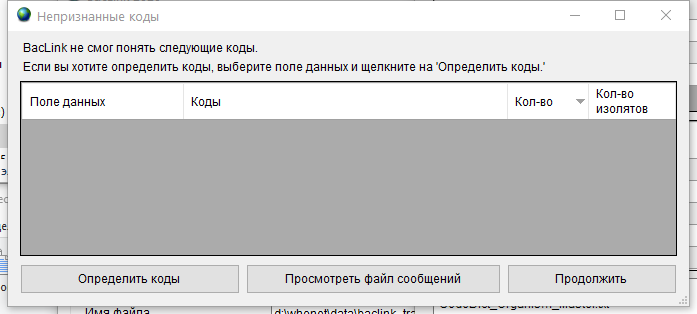 Непризнанные коды
BacLink не смог понять следующие коды.
Если вы хотите определить коды, выберите поле данных и щелкните на 'Определить коды.'
Поле данных Коды Кол-во Кол-во
изолятов
Определить коды Просмотреть файл сообщений Продолжить
Имя файла d:\whonet\data\baclink_tra